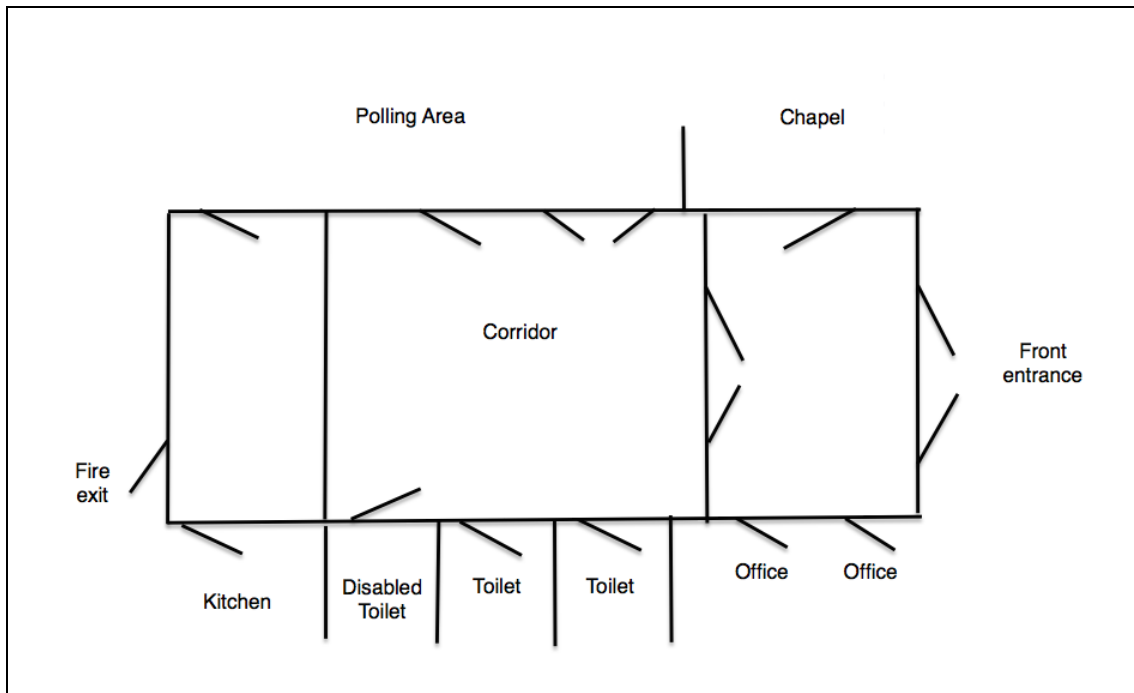 Polling Area
Chapel
Corridor
Front
entrance
Fire
exit
Kitchen
Disabled
Toilet
Toilet
Toilet
Office
Office